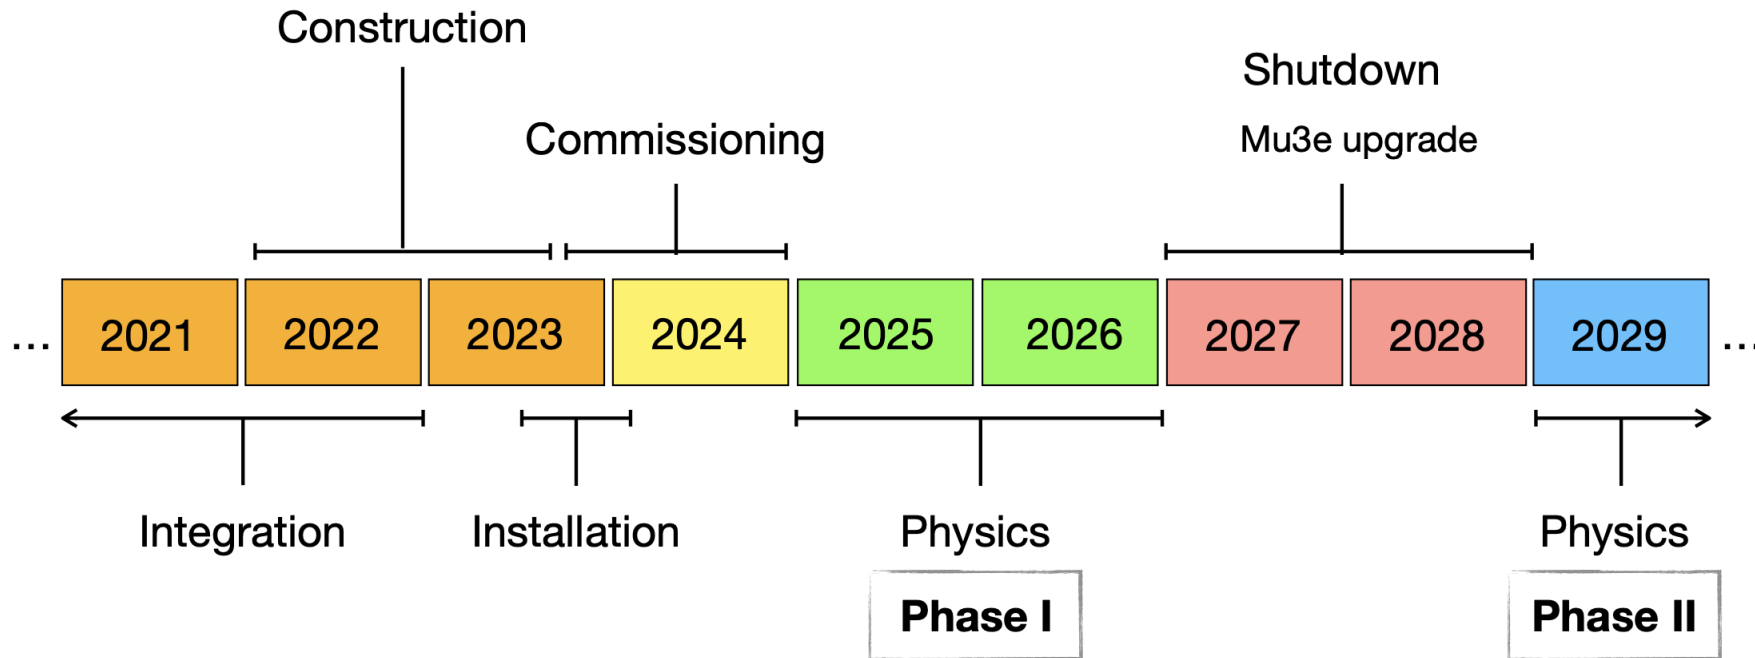 Construction
Shutdown
Commissioning
Mu3e upgrade
... 2021 2022 2023 2024 2025 2026 2027 2028 2029 ...
Integration Installation Physics Physics
Phase I Phase II